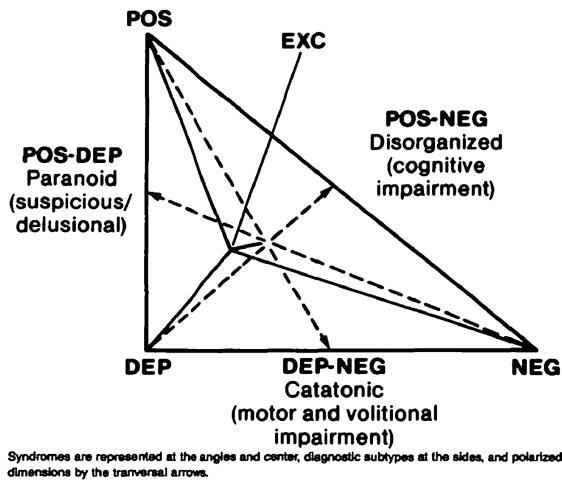 POS
EXC
POS-NEG
Disorganized
(cognitive
impairment)
POS-DEP
Paranoid
(suspicious/
delusional)
DEP
DEP-NEG
NEG
Catatonic
(motor and volitional
impairment)
Syndromes are represented at the angles and center, diagnostic subtypes at the sides, and polarized
dimensions by the tranversal arrows.